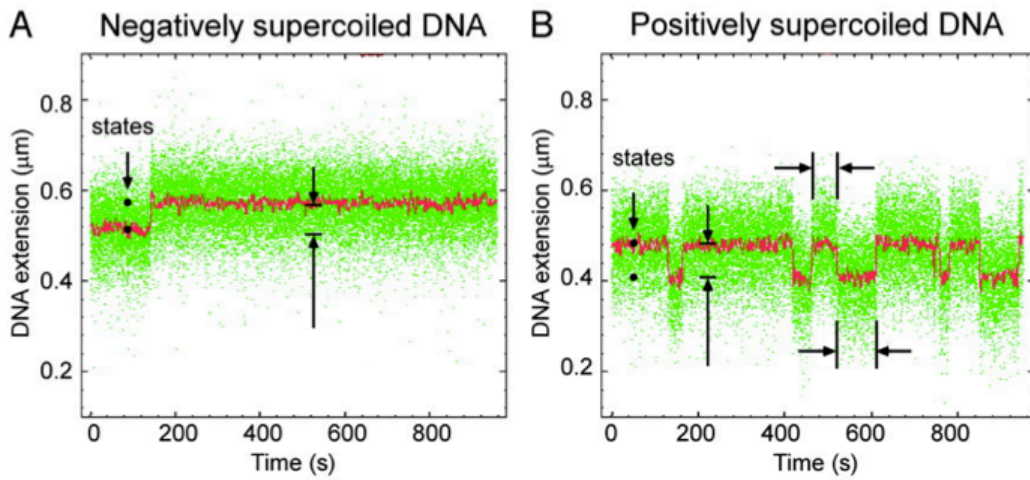 A Negatively supercoiled DNA
DNA extension (μm)
0.8
0.6
0.4
0.2
states
0 200 400 600 800
Time (s)
B Positively supercoiled DNA
DNA extension (μm)
0.8
0.6
0.4
0.2
states
0 200 400 600 800
Time (s)